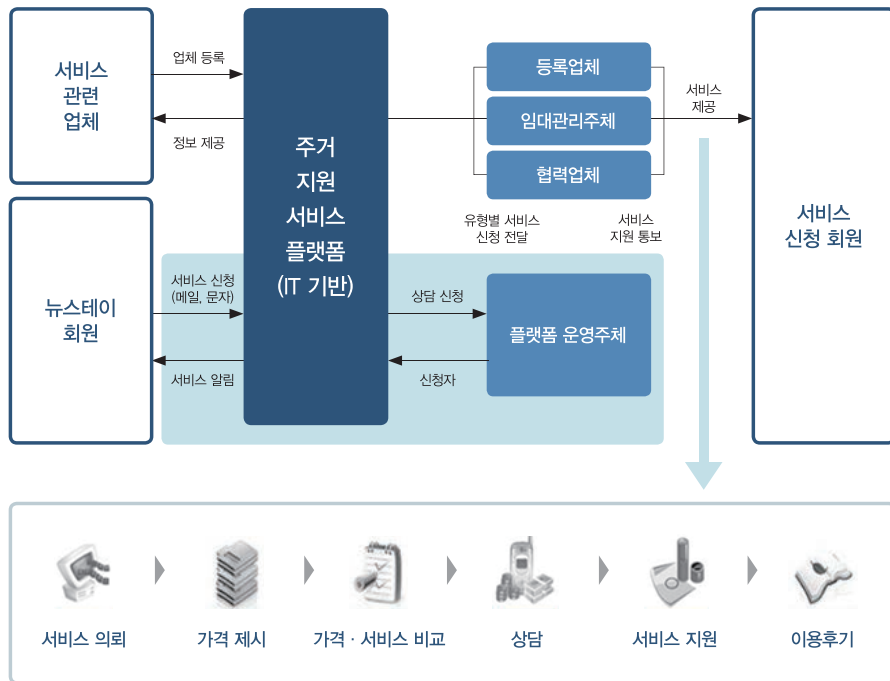 서비스
관련
업체
업체 등록
정보 제공
주거
지원
서비스
플랫폼
(IT 기반)
등록업체
임대관리주체
협력업체
서비스
제공
유형별 서비스
신청 전달
서비스
지원 통보
서비스
신청 회원
뉴스테이
회원
서비스 신청
(메일, 문자)
서비스 알림
상담 신청
신청자
플랫폼 운영주체
서비스 의뢰
가격 제시
가격 · 서비스 비교
상담
서비스 지원
이용후기